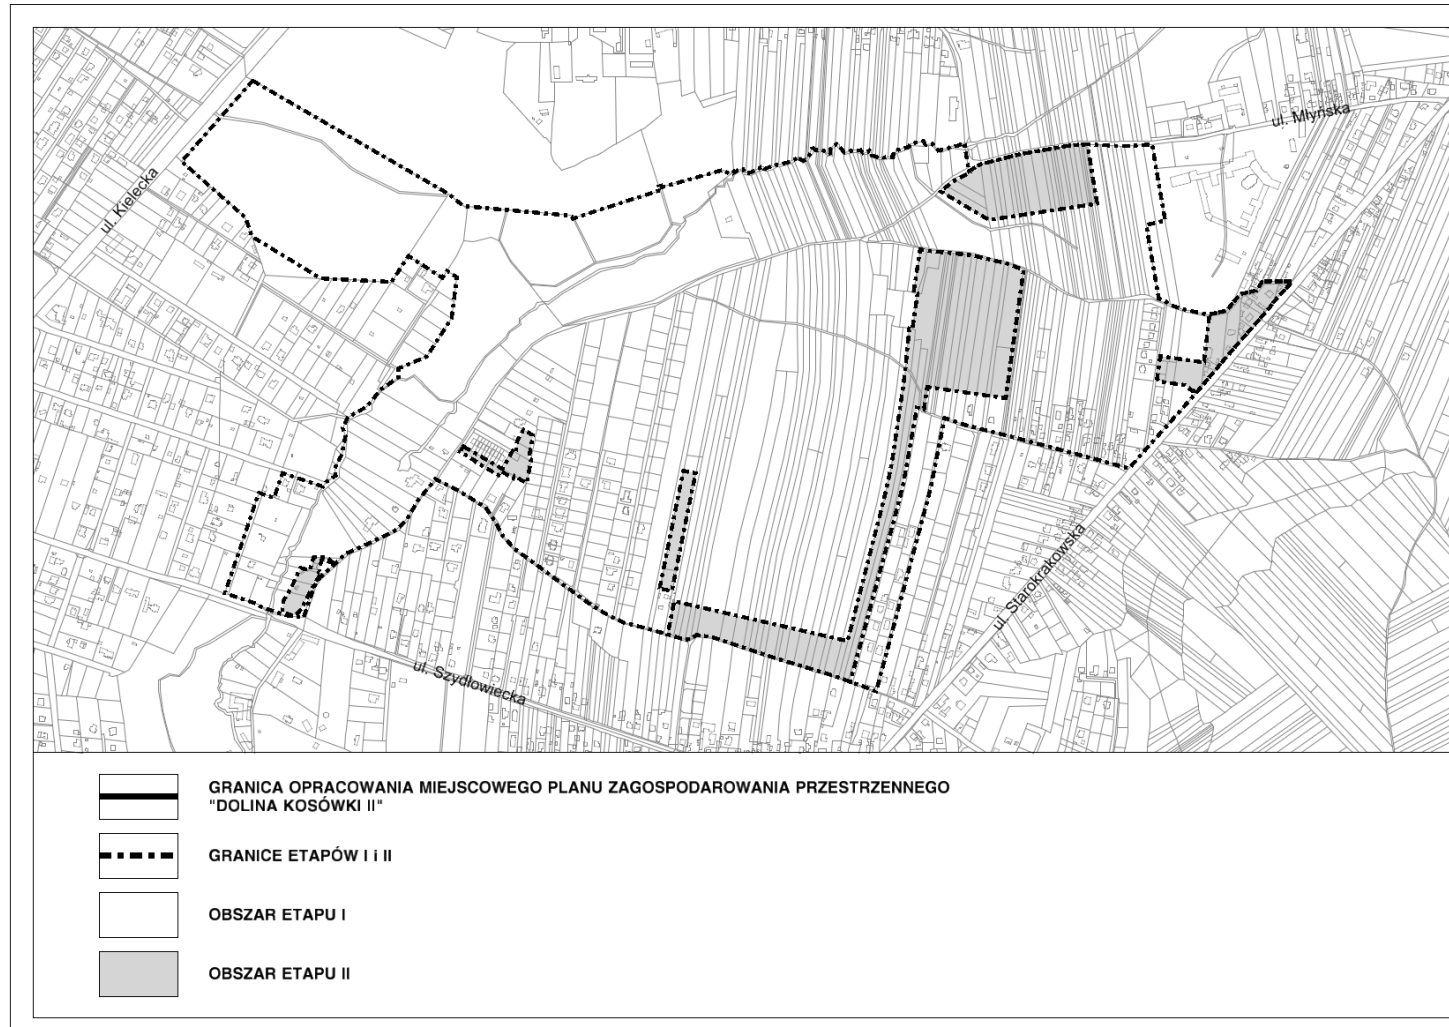 ul. Młyńska
ul. Kielecka
ul. Starokrakowska
ul. Szydłowiecka
GRANICA OPRACOWANIA MIEJSCOWEGO PLANU ZAGOSPODAROWANIA PRZESTRZENNEGO
"DOLINA KOSÓWKI II"
GRANICE ETAPÓW I i II
OBSZAR ETAPU I
OBSZAR ETAPU II